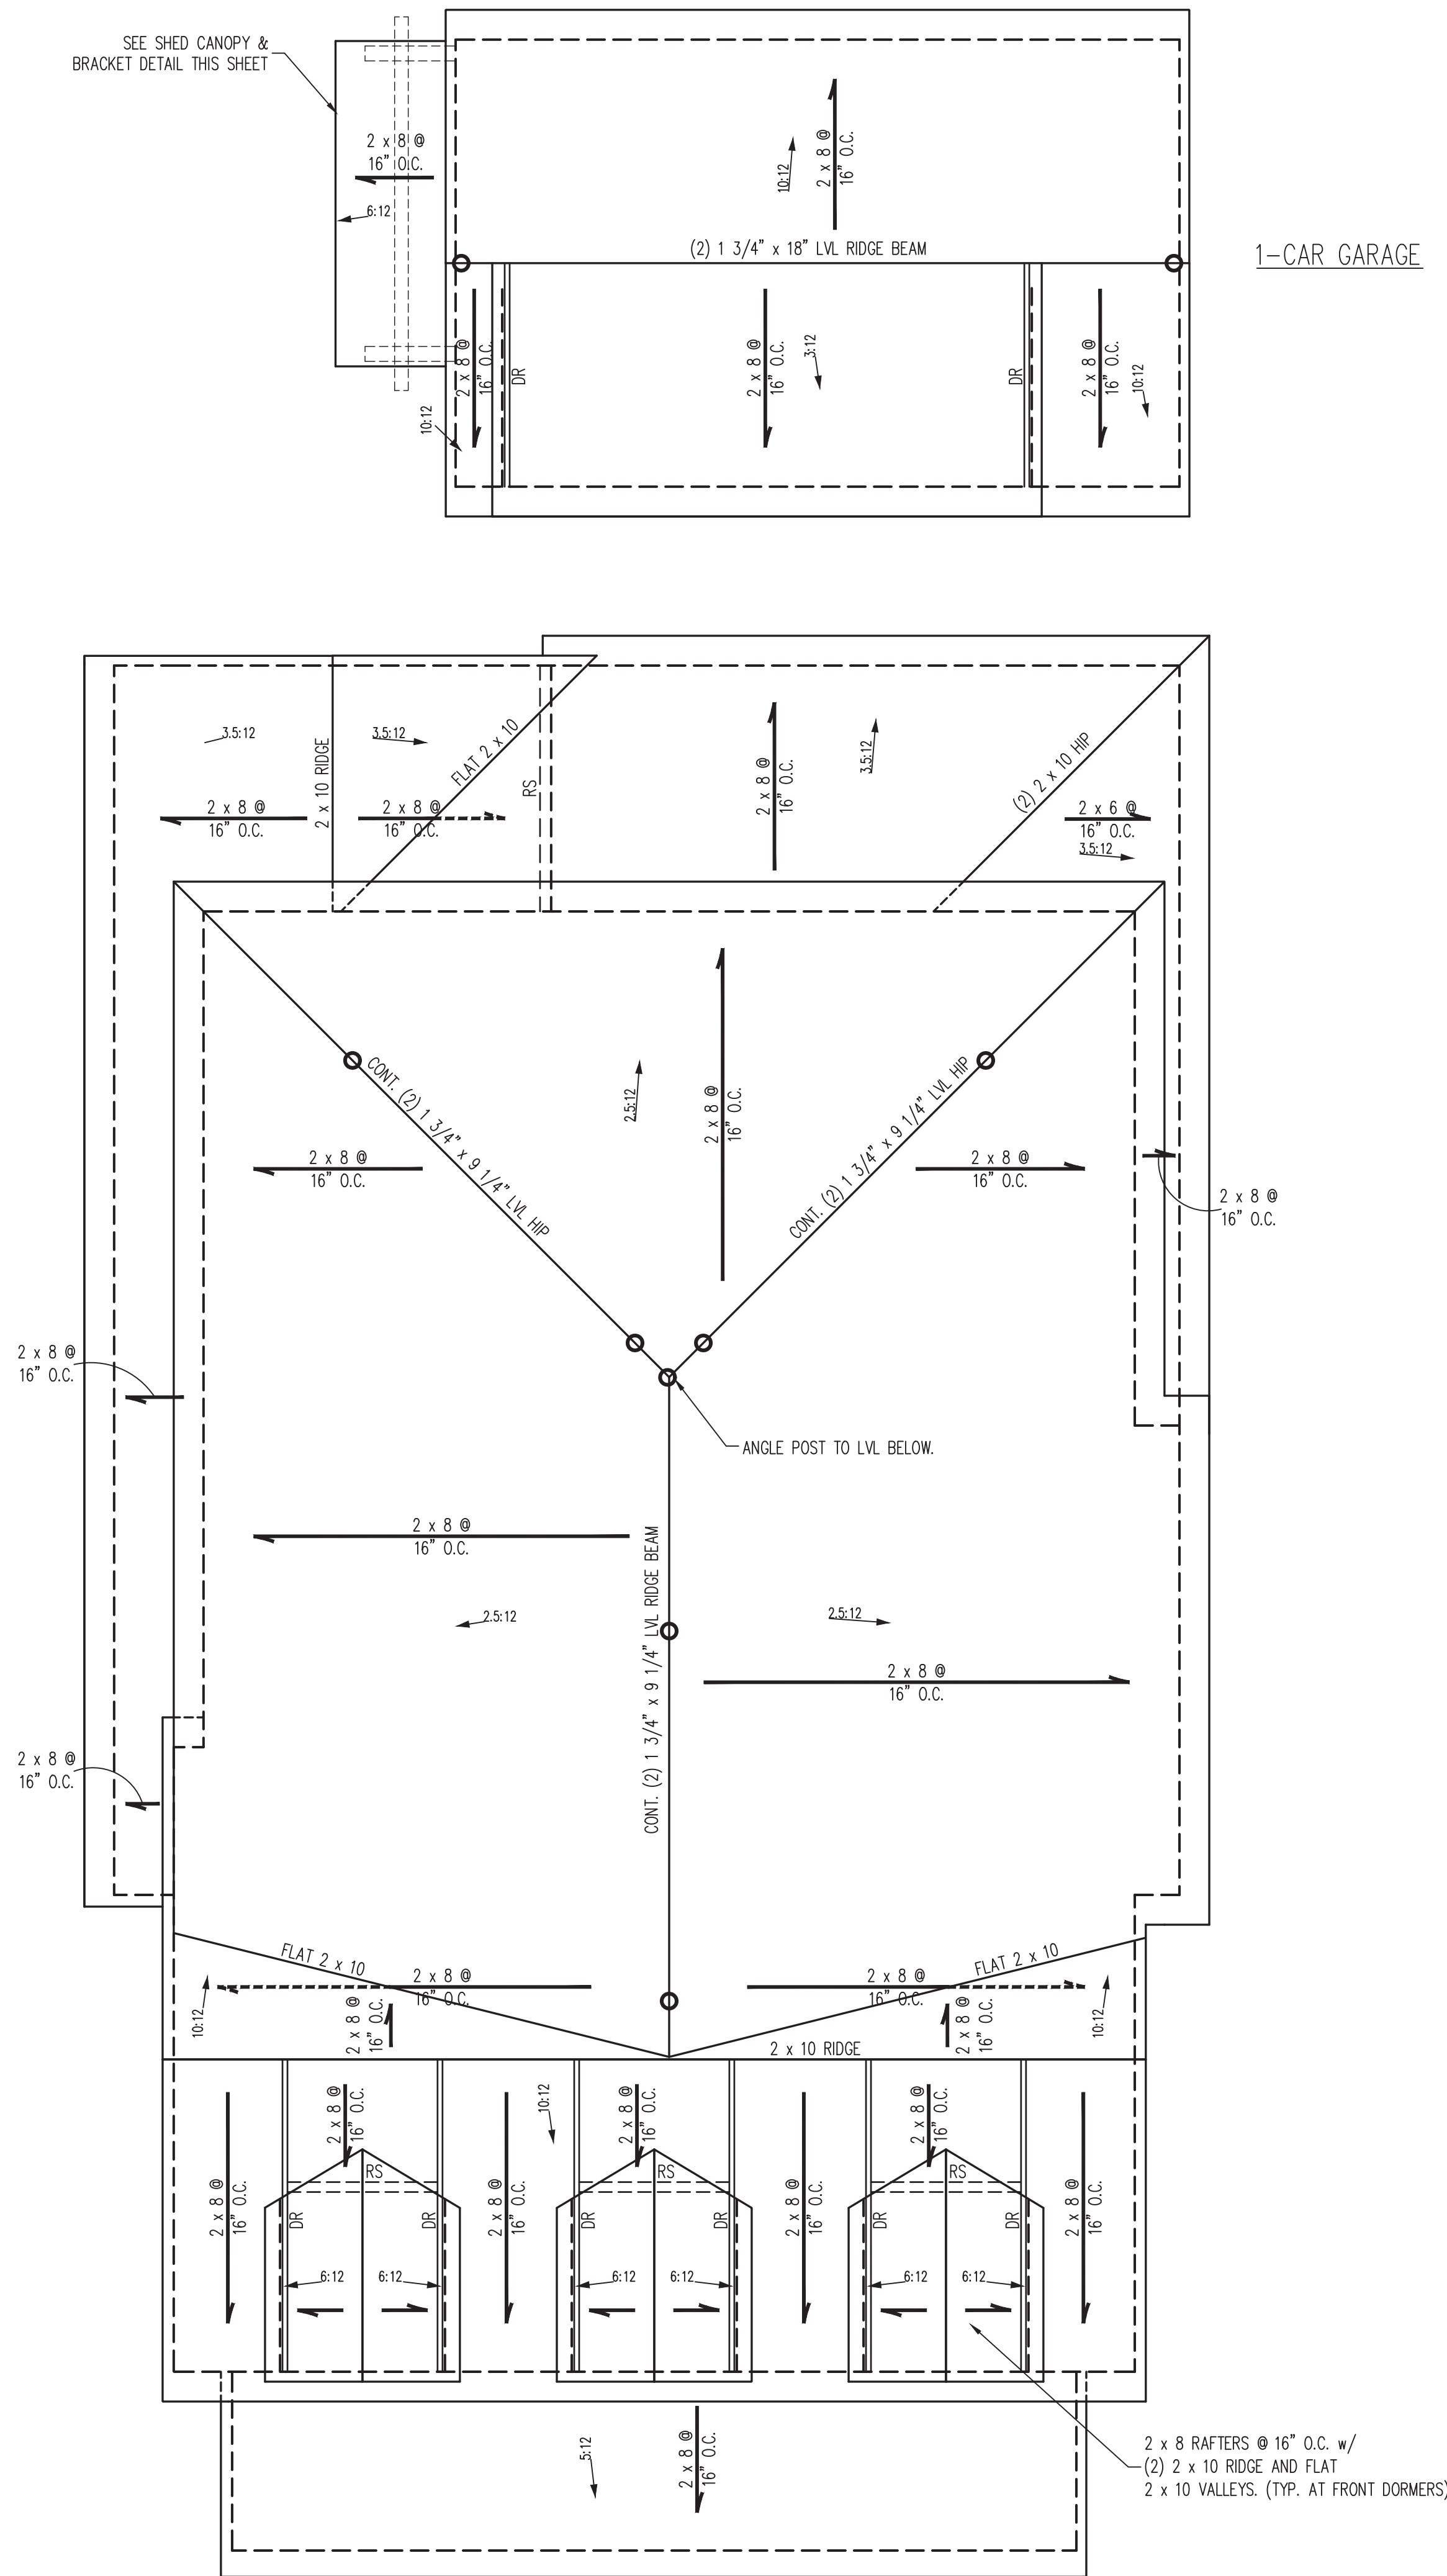 SEE SHED CANOPY &
BRACKET DETAIL THIS SHEET
2 x 8 @
16" O.C.
6:12
10:12
2 x 8 @
16" O.C.
(2) 1 3/4" x 18" LVL RIDGE BEAM
1-CAR GARAGE
2 x 8 @
16" O.C.
10:12
DR
2 x 8 @
16" O.C.
3:12
DR
2 x 8 @
16" O.C.
10:12
3.5:12
2 x 10 RIDGE
3.5:12
FLAT 2 x 10
RS
2 x 8 @
16" O.C.
2 x 8 @
16" O.C.
2 x 8 @
16" O.C.
3.5:12
(2) 2 x 10 HIP
2 x 6 @
16" O.C.
3.5:12
CONT. (2) 1 3/4" x 9 1/4" LVL HIP
2.5:12
2 x 8 @
16" O.C.
CONT. (2) 1 3/4" x 9 1/4" LVL HIP
2 x 8 @
16" O.C.
2 x 8 @
16" O.C.
2 x 8 @
16" O.C.
2 x 8 @
16" O.C.
ANGLE POST TO LVL BELOW.
2 x 8 @
16" O.C.
CONT. (2) 1 3/4" x 9 1/4" LVL RIDGE BEAM
2.5:12
2.5:12
2 x 8 @
16" O.C.
2 x 8 @
16" O.C.
FLAT 2 x 10
FLAT 2 x 10
2 x 8 @
16" O.C.
2 x 8 @
16" O.C.
10:12
2 x 8 @
16" O.C.
2 x 8 @
16" O.C.
10:12
2 x 10 RIDGE
2 x 8 @
16" O.C.
10:12
2 x 8 @
16" O.C.
2 x 8 @
16" O.C.
RS
RS
RS
2 x 8 @
16" O.C.
DR
DR
2 x 8 @
16" O.C.
DR
DR
2 x 8 @
16" O.C.
DR
DR
2 x 8 @
16" O.C.
6:12
6:12
6:12
6:12
6:12
6:12
5:12
2 x 8 @
16" O.C.
2 x 8 RAFTERS @ 16" O.C. w/
(2) 2 x 10 RIDGE AND FLAT
2 x 10 VALLEYS. (TYP. AT FRONT DORMERS)